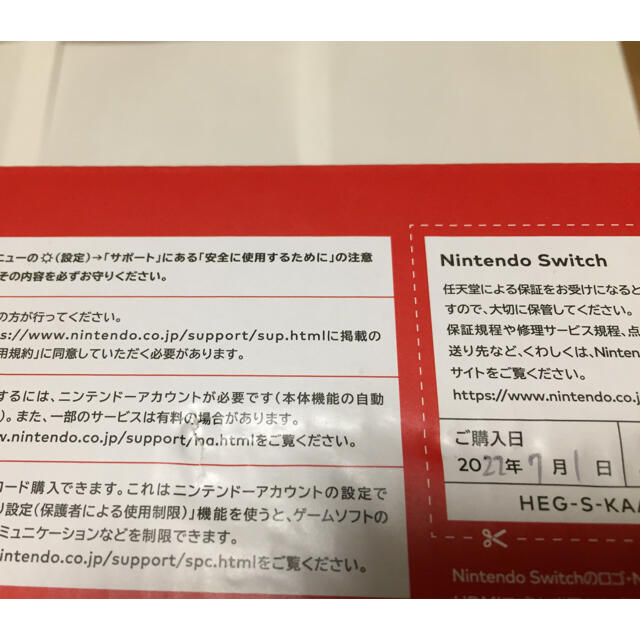 ニューの☼(設定)→「サポート」にある「安全に使用するために」の注意
その内容を必ずお守りください。
の方が行ってください。
s://www.nintendo.co.jp/support/sup.htmlに掲載の
用規約」に同意していただく必要があります。
するには、ニンテンドーアカウントが必要です(本体機能の自動
)。また、一部のサービスは有料の場合があります。
w.nintendo.co.jp/support/na.htmlをご覧ください。
コード購入できます。これはニンテンドーアカウントの設定で
り設定(保護者による使用制限)」機能を使うと、ゲームソフトの
ミュニケーションなどを制限できます。
intendo.co.jp/support/spc.htmlをご覧ください。
Nintendo Switch
任天堂による保証をお受けになると
すので、大切に保管してください。
保証規程や修理サービス規程、点
送り先など、くわしくは、Ninten
サイトをご覧ください。
https://www.nintendo.co.j
ご購入日
2022年7月1日
HEG-S-KAA
Nintendo Switchのロゴ・N